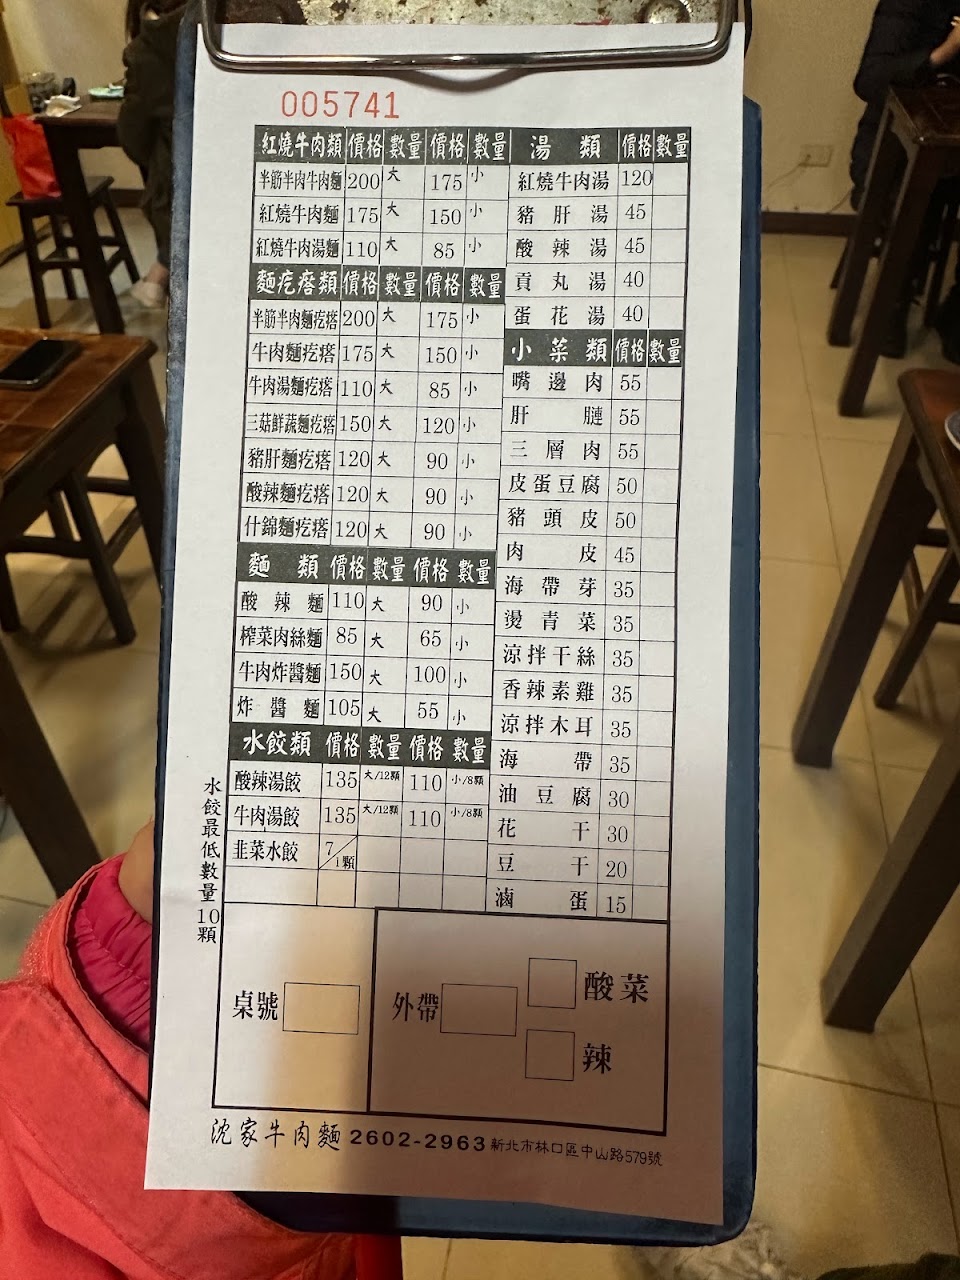 005741
紅燒牛肉類 價格 數量 價格 數量
半筋半肉牛肉麵 200 大 175 小
紅燒牛肉麵 175 大 150 小
紅燒牛肉湯麵 110 大 85 小
麵疙瘩類 價格 數量 價格 數量
半筋半肉麵疙瘩 200 大 175 小
牛肉麵疙瘩 175 大 150 小
牛肉湯麵疙瘩 110 大 85 小
三菇鮮蔬麵疙瘩 150 大 120 小
豬肝麵疙瘩 120 大 90 小
酸辣麵疙瘩 120 大 90 小
什錦麵疙瘩 120 大 90 小
麵類 價格 數量 價格 數量
酸辣麵 110 大 90 小
榨菜肉絲麵 85 大 65 小
牛肉炸醬麵 150 大 100 小
炸醬麵 105 大 55 小
水餃類 價格 數量 價格 數量
酸辣湯餃 135 大/12顆 110 小/8顆
牛肉湯餃 135 大/12顆 110 小/8顆
韭菜水餃 7/1顆
水餃最低數量10顆
湯類 價格 數量
紅燒牛肉湯 120
豬肝湯 45
酸辣湯 45
貢丸湯 40
蛋花湯 40
小菜類 價格 數量
嘴邊肉 55
肝腱 55
三層肉 55
皮蛋豆腐 50
豬頭皮 50
肉皮 45
海帶芽 35
燙青菜 35
涼拌干絲 35
香辣素雞 35
涼拌木耳 35
海帶 35
油豆腐 30
花干 30
豆干 20
滷蛋 15
桌號
外帶
酸菜
辣
沈家牛肉麵 2602-2963 新北市林口區中山路579號